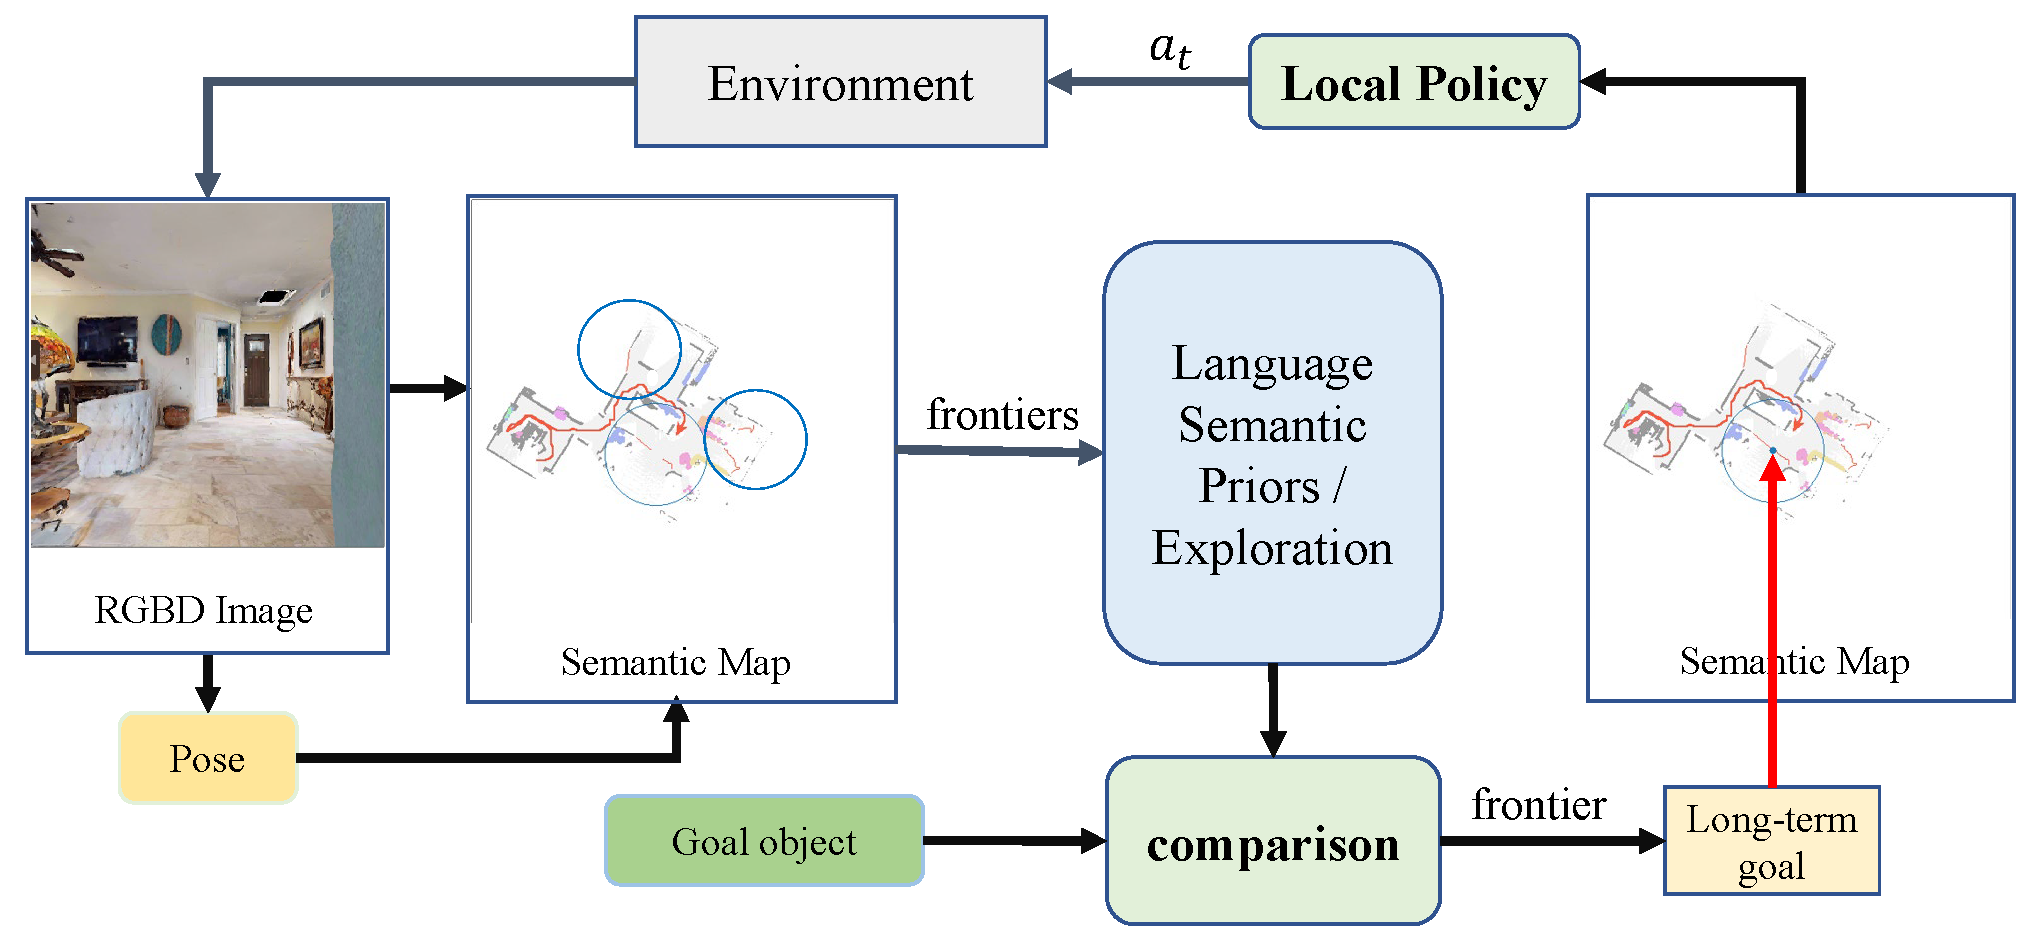 Environment
a_t
Local Policy
RGBD Image
Semantic Map
frontiers
Language
Semantic
Priors /
Exploration
Semantic Map
Pose
Goal object
comparison
frontier
Long-term
goal